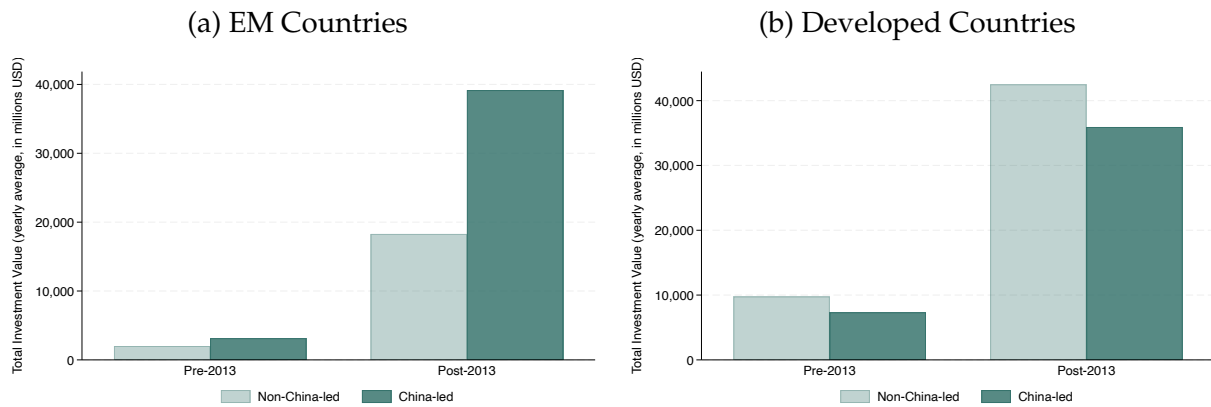 (a) EM Countries
Total Investment Value (yearly average, in millions USD)
40,000
30,000
20,000
10,000
0
Pre-2013
Post-2013
Non-China-led
China-led
(b) Developed Countries
Total Investment Value (yearly average, in millions USD)
40,000
30,000
20,000
10,000
0
Pre-2013
Post-2013
Non-China-led
China-led